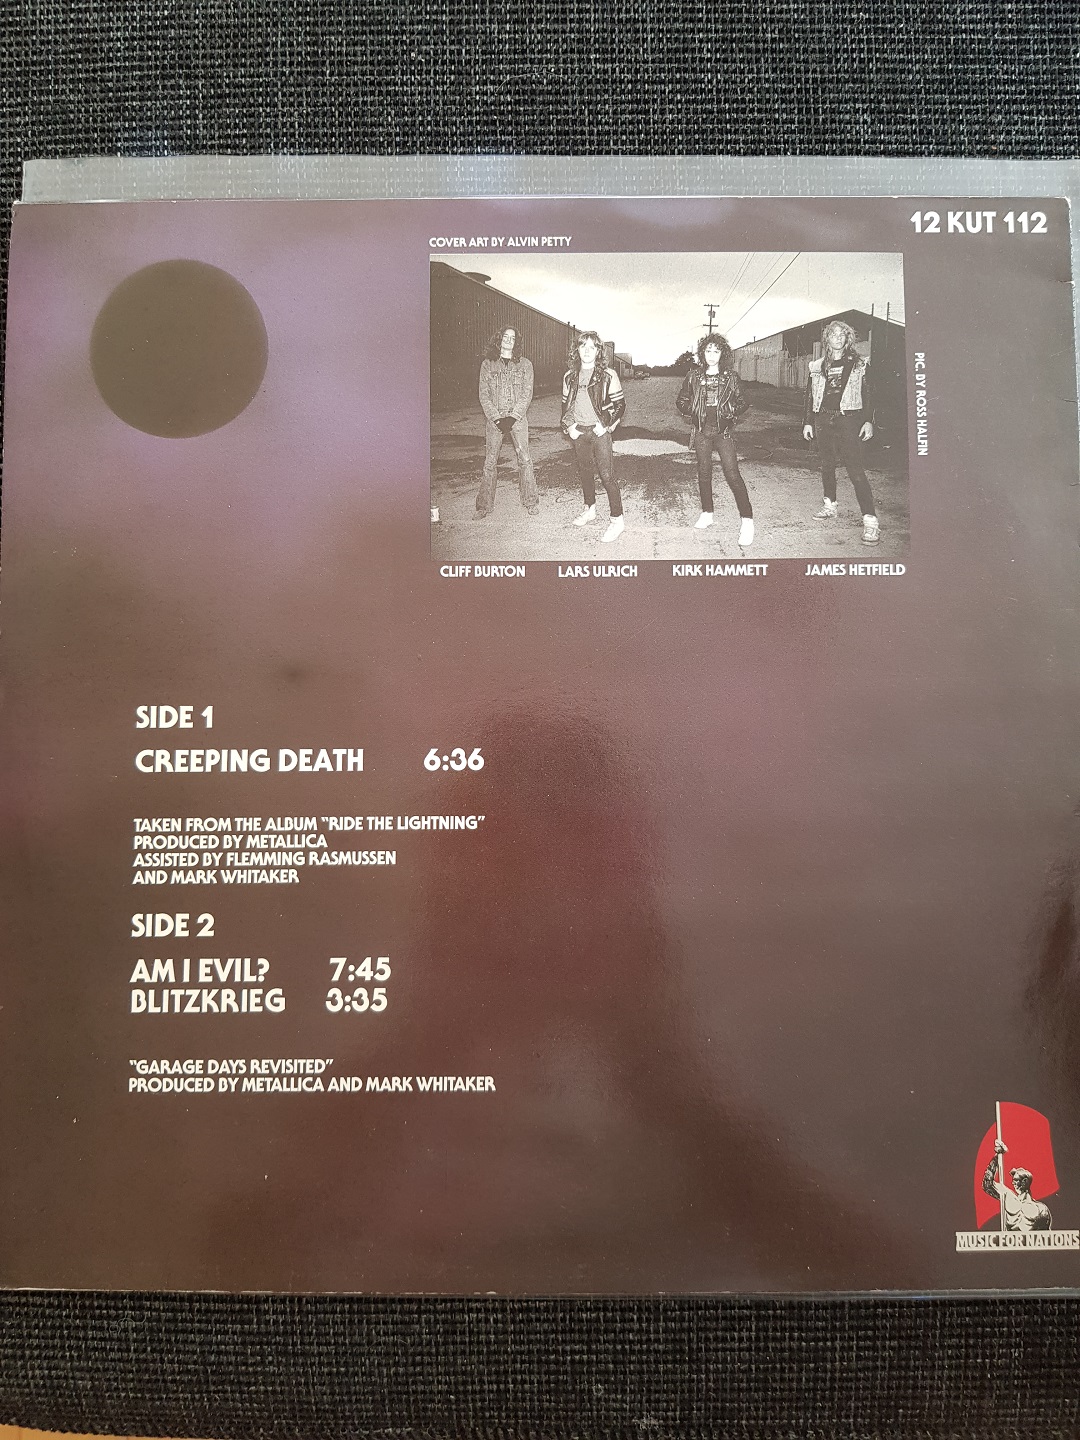 12 KUT 112
COVER ART BY ALVIN PETTY
PIC. BY ROSS HALFIN
CLIFF BURTON LARS ULRICH KIRK HAMMETT JAMES HETFIELD
SIDE 1
CREEPING DEATH 6:36
TAKEN FROM THE ALBUM "RIDE THE LIGHTNING"
PRODUCED BY METALLICA
ASSISTED BY FLEMMING RASMUSSEN
AND MARK WHITAKER
SIDE 2
AM I EVIL? 7:45
BLITZKRIEG 3:35
"GARAGE DAYS REVISITED"
PRODUCED BY METALLICA AND MARK WHITAKER
MUSIC FOR NATIONS